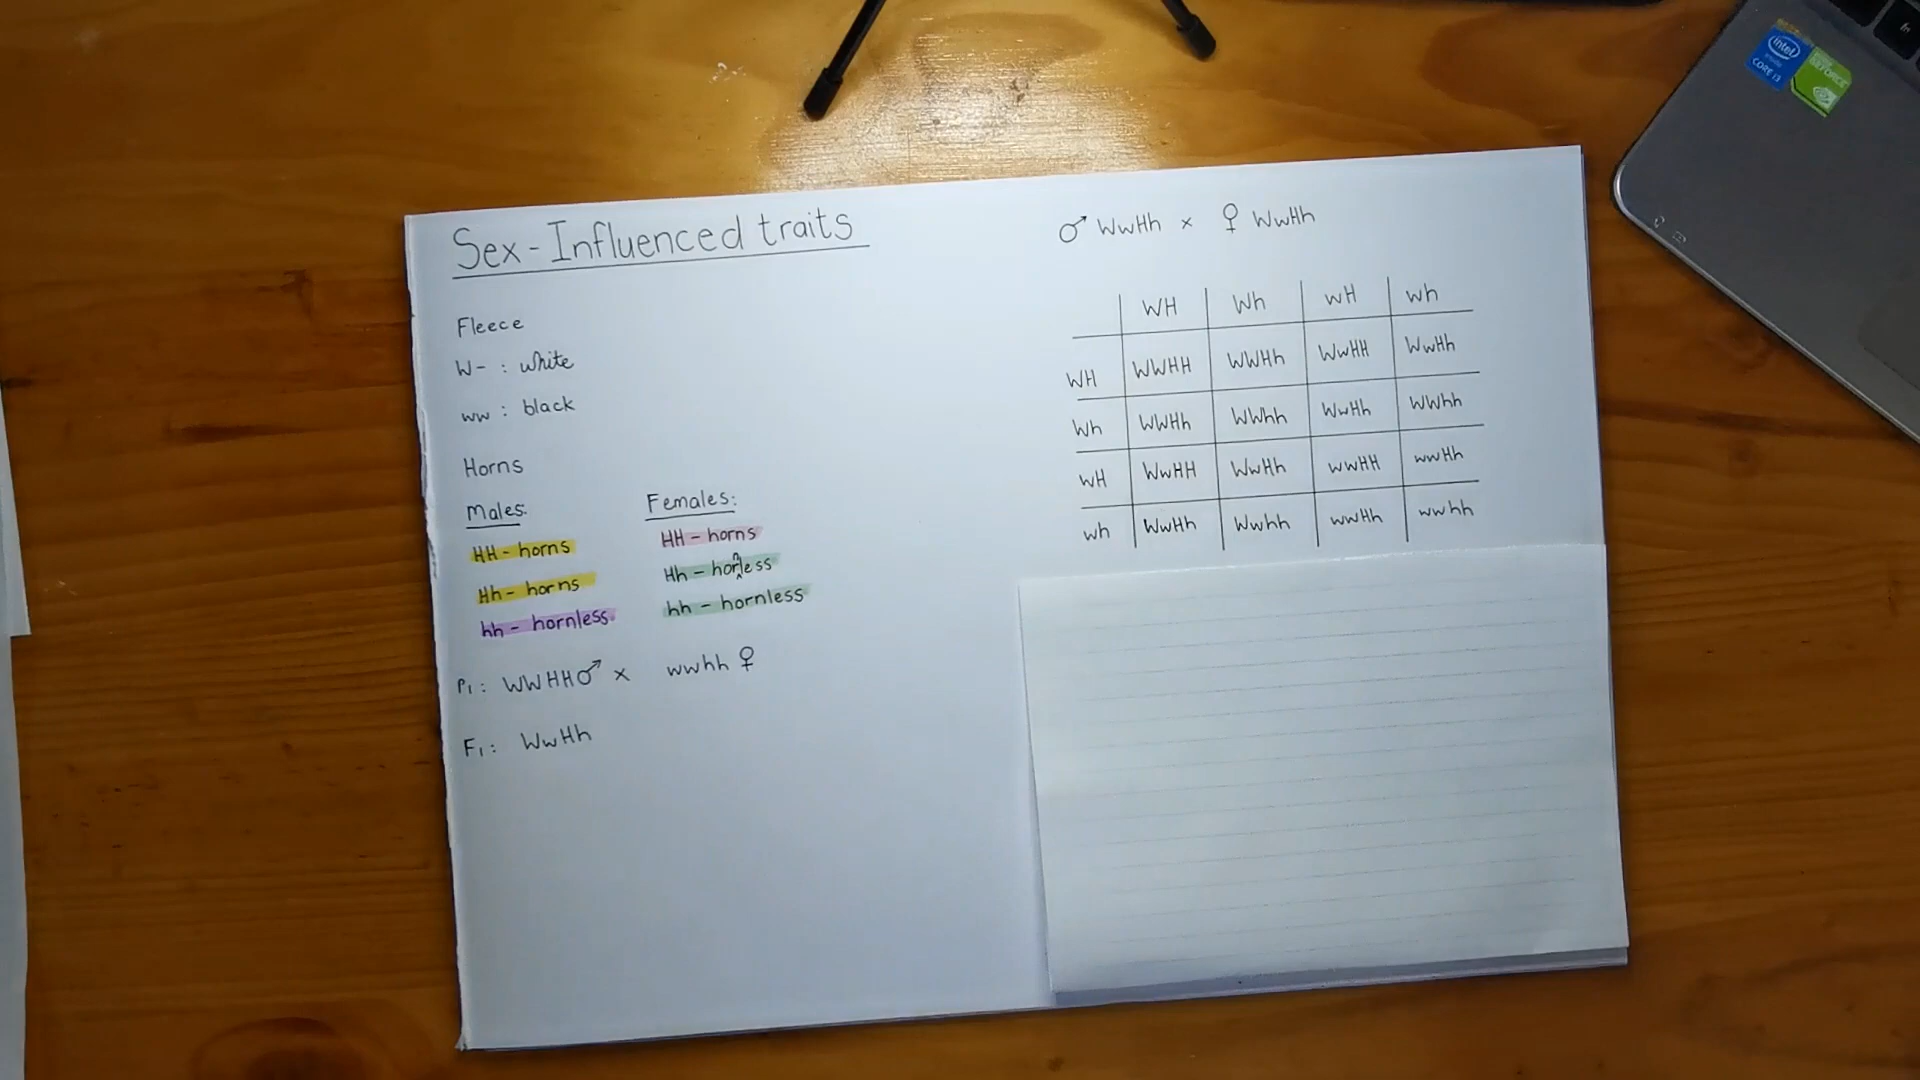 Sex-Influenced traits
Fleece
W- : white
ww : black
Horns
Males:
HH - horns
Hh - horns
hh - hornless
Females:
HH - horns
Hh - hornless
hh - hornless
P1: WWHH♂ x wwhh ♀
F1: WwHh
♂ WwHh x ♀ WwHh
WH Wh wH wh
WH WWHH WWHh WwHH WwHh
Wh WWHh WWhh WwHh WWhh
wH WwHH WwHh wwHH wwHh
wh WwHh Wwhh wwHh wwhh
intel
inside
CORE i3
GEFORCE
fn